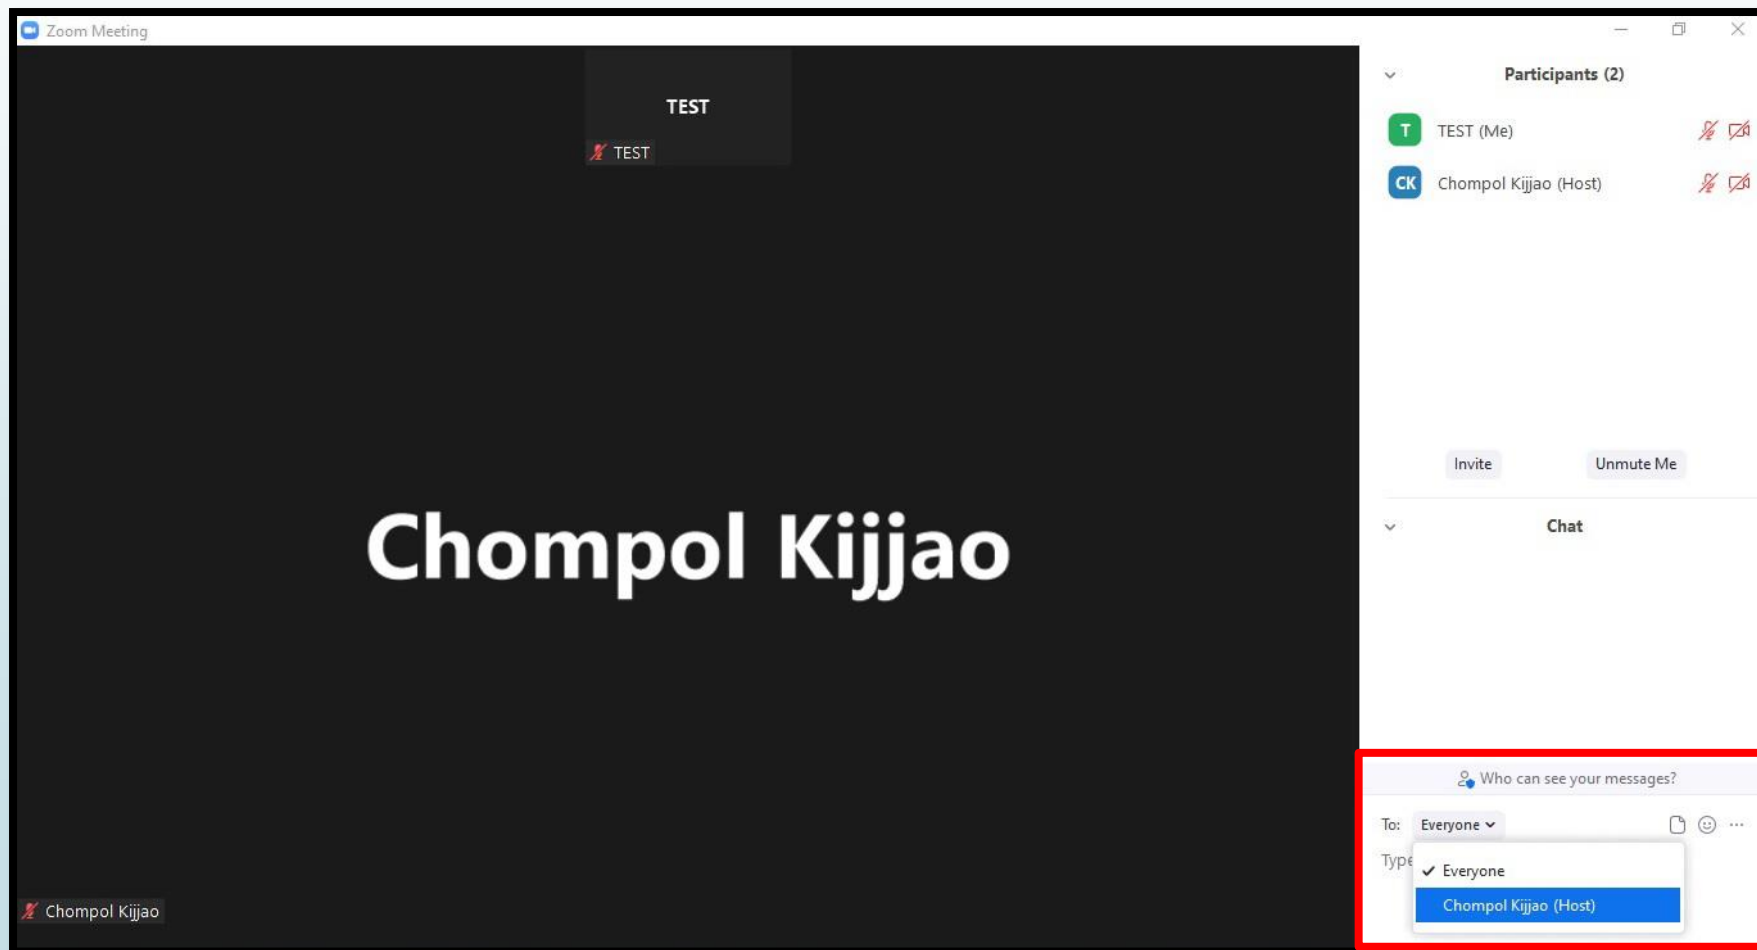 Zoom Meeting
TEST
TEST
Chompol Kijjao
Chompol Kijjao
Participants (2)
T TEST (Me)
CK Chompol Kijjao (Host)
Invite Unmute Me
Chat
Who can see your messages?
To: Everyone
Type
Everyone
Chompol Kijjao (Host)